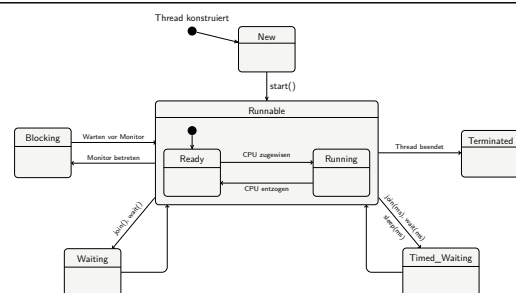 Thread konstruiert
New
start()
Runnable
Blocking
Warten vor Monitor
Monitor betreten
Ready
CPU zugewisen
CPU entzogen
Running
Thread beendet
Terminated
join(), wait()
join(ms), wait(ms)
sleep(ms)
Waiting
Timed_Waiting